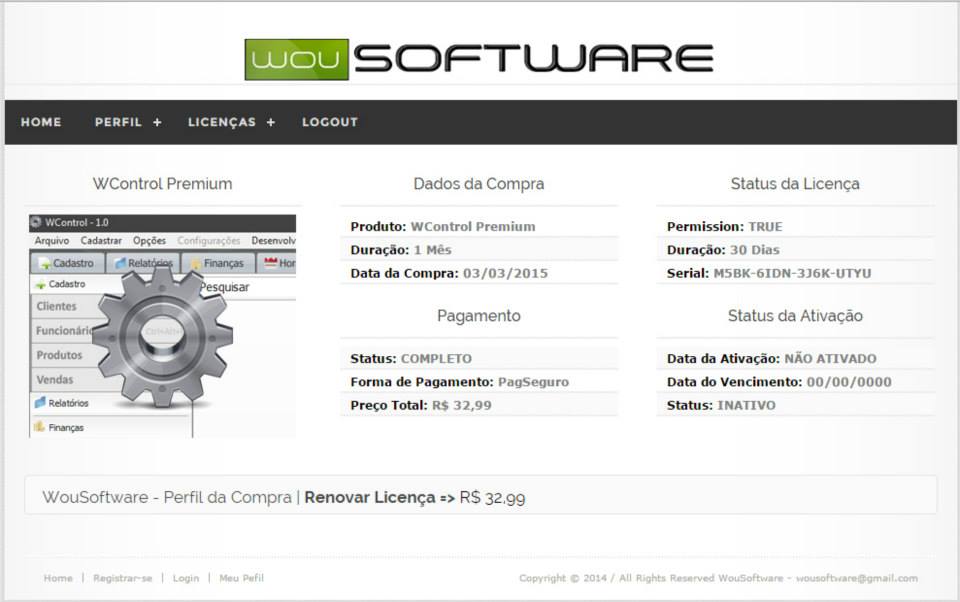 WOU SOFTWARE
HOME PERFIL + LICENÇAS + LOGOUT
WControl Premium
WControl - 1.0
Arquivo Cadastrar Opções Configurações Desenvolv
Cadastro Relatórios Finanças Hor
Cadastro Pesquisar
Clientes
Funcionário
Ctrl+Alt+
Produtos
Vendas
Relatórios
Finanças
Dados da Compra
Produto: WControl Premium
Duração: 1 Mês
Data da Compra: 03/03/2015
Pagamento
Status: COMPLETO
Forma de Pagamento: PagSeguro
Preço Total: R$ 32,99
Status da Licença
Permission: TRUE
Duração: 30 Dias
Serial: M5BK-6IDN-3J6K-UTYU
Status da Ativação
Data da Ativação: NÃO ATIVADO
Data do Vencimento: 00/00/0000
Status: INATIVO
WouSoftware - Perfil da Compra | Renovar Licença => R$ 32,99
Home | Registrar-se | Login | Meu Pefil
Copyright © 2014 / All Rights Reserved WouSoftware - wousoftware@gmail.com